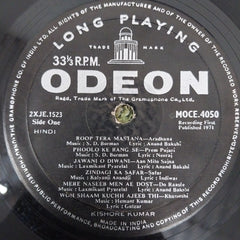 LONG PLAYING
TRADE MARK
33⅓ R.P.M.
ODEON
Regd. Trade Mark of The Gramophone Co., Ltd.
2XJE.1523
Side One
HINDI
MOCE.4050
Recording First
Published 1971
ROOP TERA MASTANA—Aradhana
Music : S. D. Burman Lyric : Anand Bakshi
PHOOLO KE RANG SE—Prem Pujari
Music : S. D. Burman Lyric : Neeraj
JAWANI O DIWANI—Aan Milo Sajna
Music : Laxmikant Pyarelal Lyric : Anand Bakshi
ZINDAGI KA SAFAR—Safar
Music : Kalyanji Anandji
MERE NASEEB MEN AE DOST—Do Raaste
Music : Laxmikant Pyarelal Lyric : Anand Bakshi
WOH SHAAM KUCHH AJEEB THI—Khamoshi
Music : Hemant Kumar
Lyric : Gulzar
KISHORE KUMAR